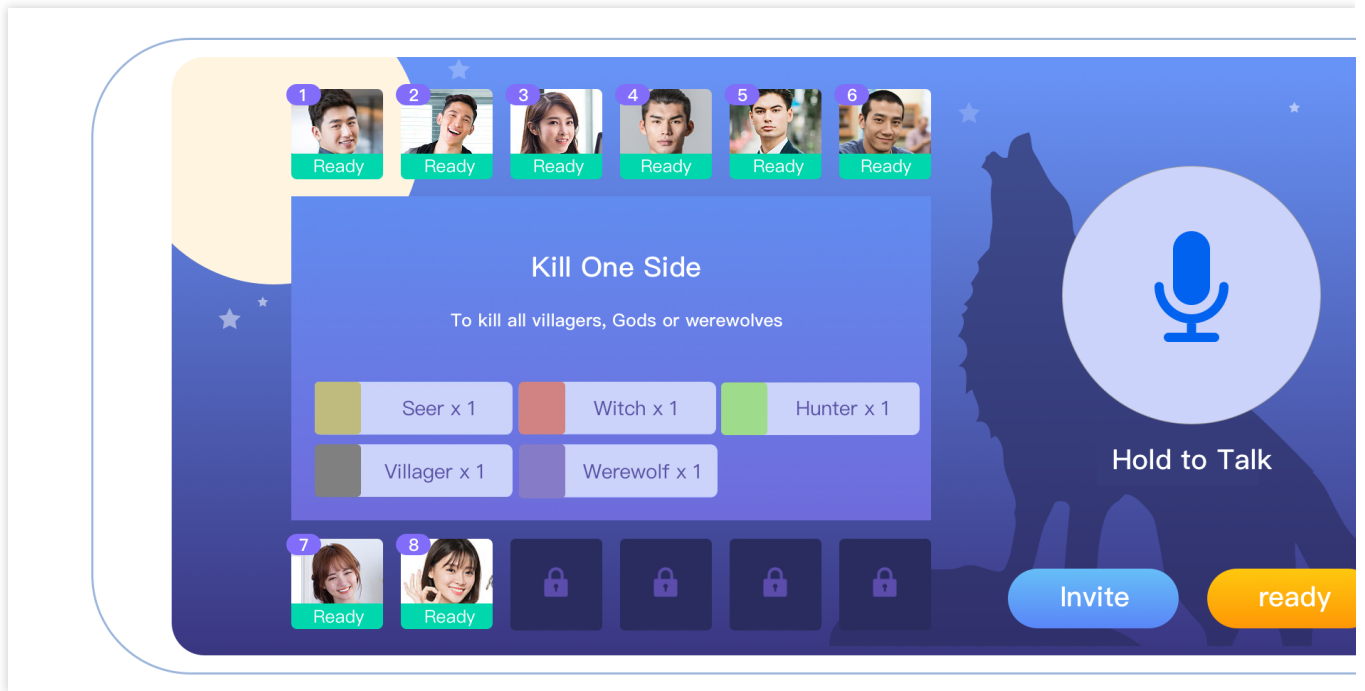 1 2 3 4 5 6
Ready Ready Ready Ready Ready Ready
Kill One Side
To kill all villagers, Gods or werewolves
Seer x 1 Witch x 1 Hunter x 1
Villager x 1 Werewolf x 1
Hold to Talk
7 8
Ready Ready
Invite ready